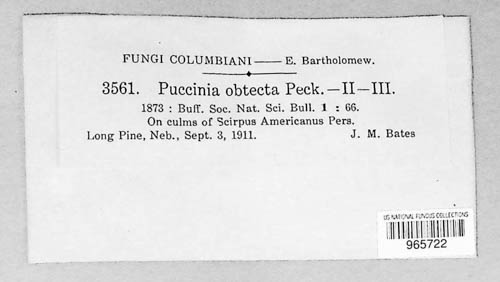 FUNGI COLUMBIANI — E. Bartholomew.
3561. Puccinia obtecta Peck. —II—III.
1873 : Buff. Soc. Nat. Sci. Bull. 1 : 66.
On culms of Scirpus Americanus Pers.
Long Pine, Neb., Sept. 3, 1911. J. M. Bates
US NATIONAL FUNGUS COLLECTIONS
965722